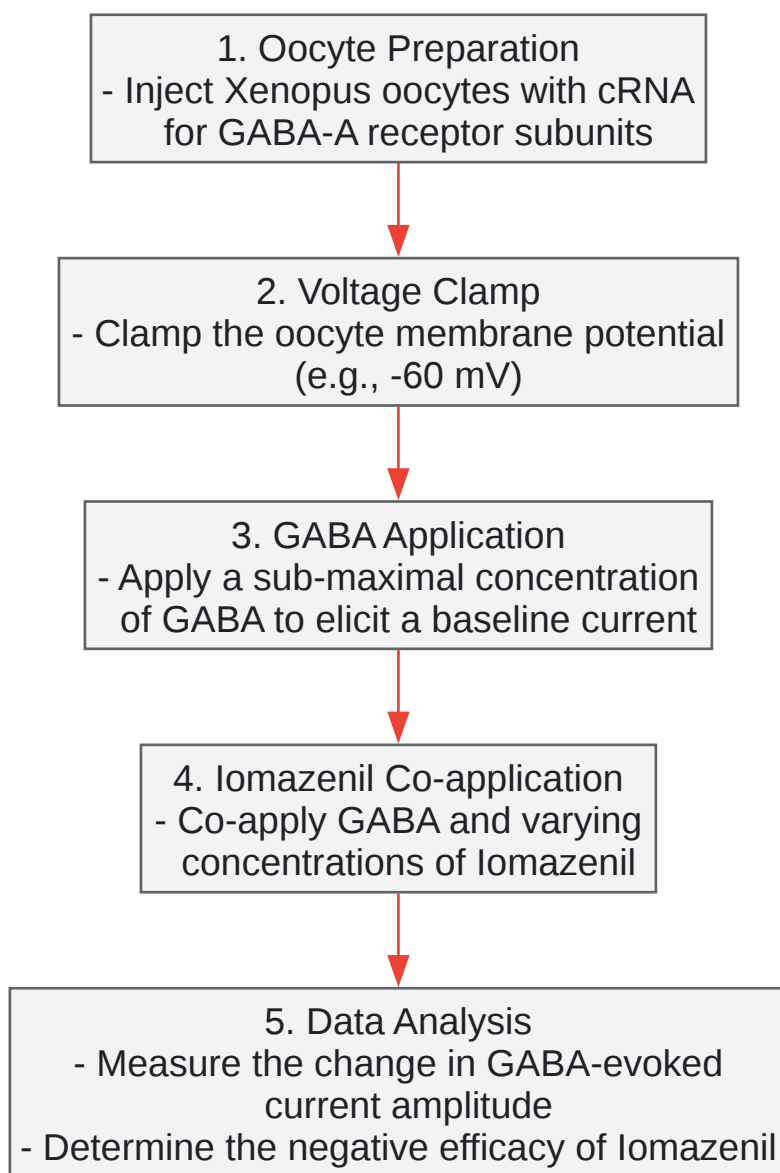 1. Oocyte Preparation
- Inject Xenopus oocytes with cRNA
for GABA-A receptor subunits
2. Voltage Clamp
- Clamp the oocyte membrane potential
(e.g., -60 mV)
3. GABA Application
- Apply a sub-maximal concentration
of GABA to elicit a baseline current
4. Iomazenil Co-application
- Co-apply GABA and varying
concentrations of Iomazenil
5. Data Analysis
- Measure the change in GABA-evoked
current amplitude
- Determine the negative efficacy of Iomazenil